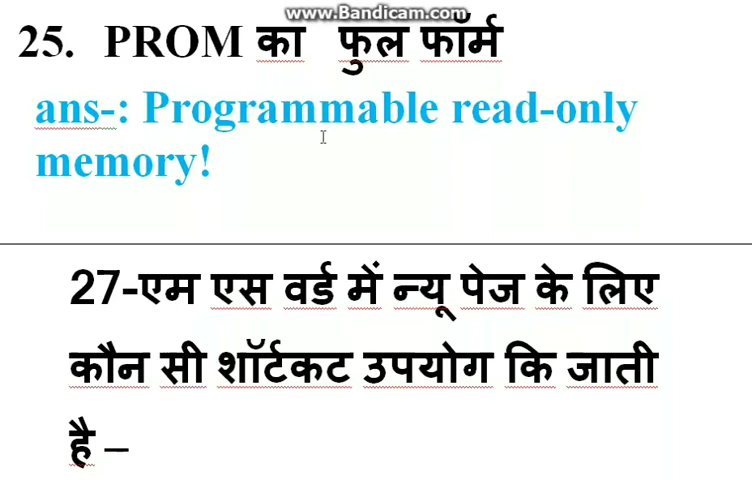 www.Bandicam.com
25. PROM का फुल फॉर्म
ans-: Programmable read-only
memory!
27-एम एस वर्ड में न्यू पेज के लिए
कौन सी शॉर्टकट उपयोग कि जाती
है –